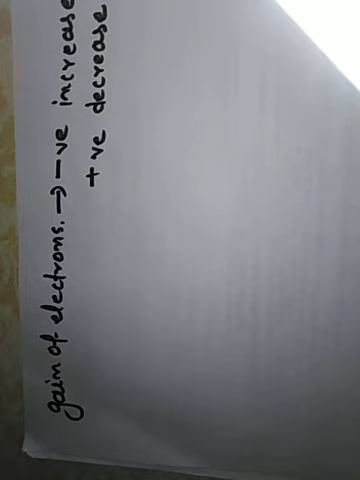 gain of electrons. → -ve increase
+ve decrease